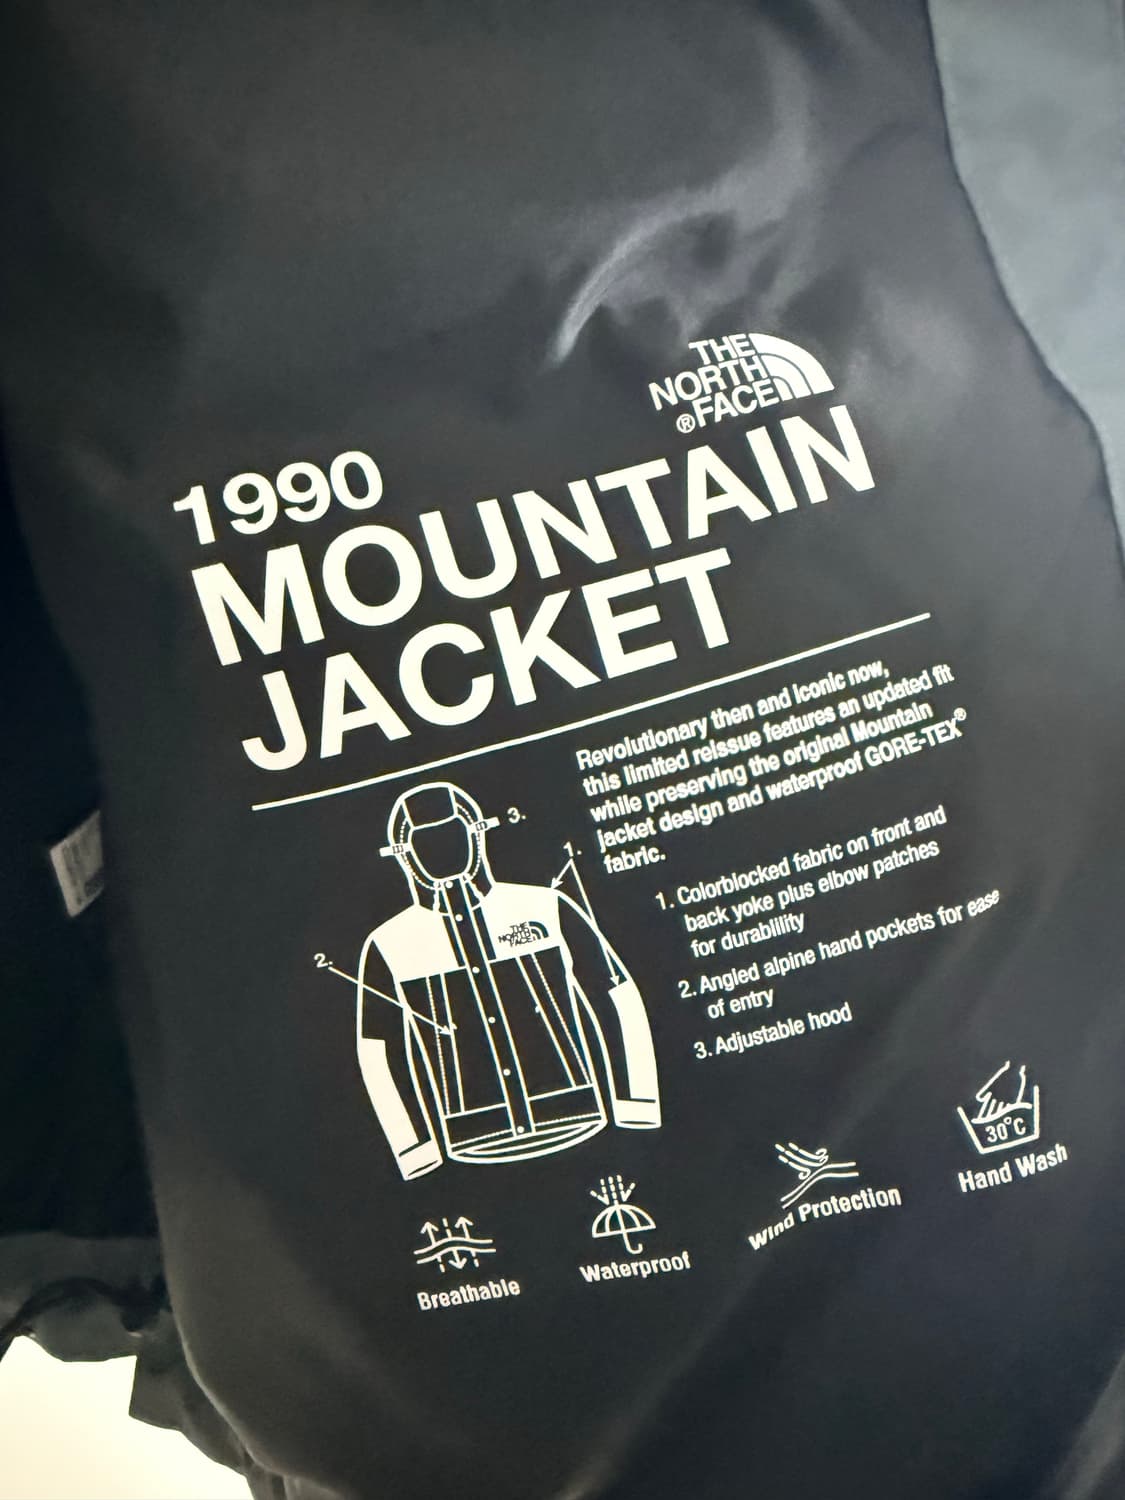 THE
NORTH
®FACE
1990
MOUNTAIN
JACKET
Revolutionary then and iconic now,
this limited reissue features an updated fit
while preserving the original Mountain
jacket design and waterproof GORE-TEX®
fabric.
1. Colorblocked fabric on front and
back yoke plus elbow patches
for durability
2. Angled alpine hand pockets for ease
of entry
3. Adjustable hood
3.
1.
2.
THE
NORTH
FACE
30°C
Breathable
Waterproof
Wind Protection
Hand Wash